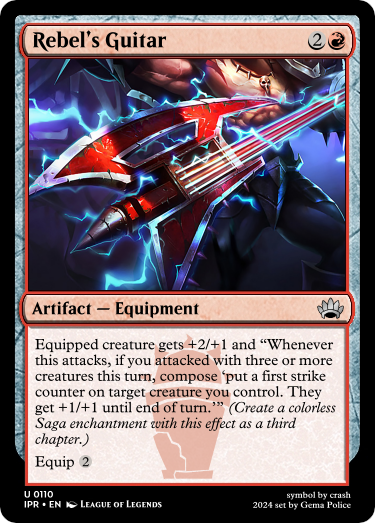 Rebel's Guitar 2
Artifact — Equipment
Equipped creature gets +2/+1 and “Whenever
this attacks, if you attacked with three or more
creatures this turn, compose ‘put a first strike
counter on target creature you control. They
get +1/+1 until end of turn.’” (Create a colorless
Saga enchantment with this effect as a third
chapter.)
Equip 2
U 0110
IPR • EN League of Legends
symbol by crash
2024 set by Gema Police